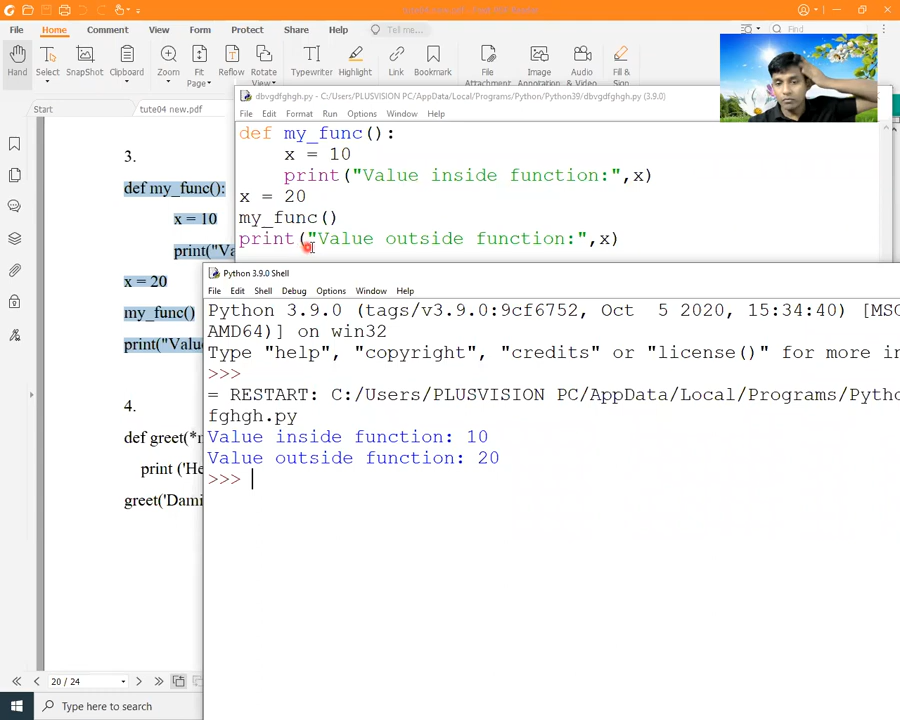 File Home Comment View Form Protect Share Help Tell me... Find
Hand Select SnapShot Clipboard Zoom Fit Page Reflow Rotate View Typewriter Highlight Link Bookmark File Attachment Image Annotation Audio & Video Fill & Sign
Start tute04 new.pdf
3.
def my_func():
x = 10
print("Va
x = 20
my_func()
print("Value
4.
def greet(*n
print ('He
greet('Dami
dbvgdfghgh.py - C:/Users/PLUSVISION PC/AppData/Local/Programs/Python/Python39/dbvgdfghgh.py (3.9.0)
File Edit Format Run Options Window Help
def my_func():
x = 10
print("Value inside function:",x)
x = 20
my_func()
print("Value outside function:",x)
Python 3.9.0 Shell
File Edit Shell Debug Options Window Help
Python 3.9.0 (tags/v3.9.0:9cf6752, Oct 5 2020, 15:34:40) [MSC
AMD64)] on win32
Type "help", "copyright", "credits" or "license()" for more in
>>>
= RESTART: C:/Users/PLUSVISION PC/AppData/Local/Programs/Pytho
fghgh.py
Value inside function: 10
Value outside function: 20
>>>
20 / 24
Type here to search